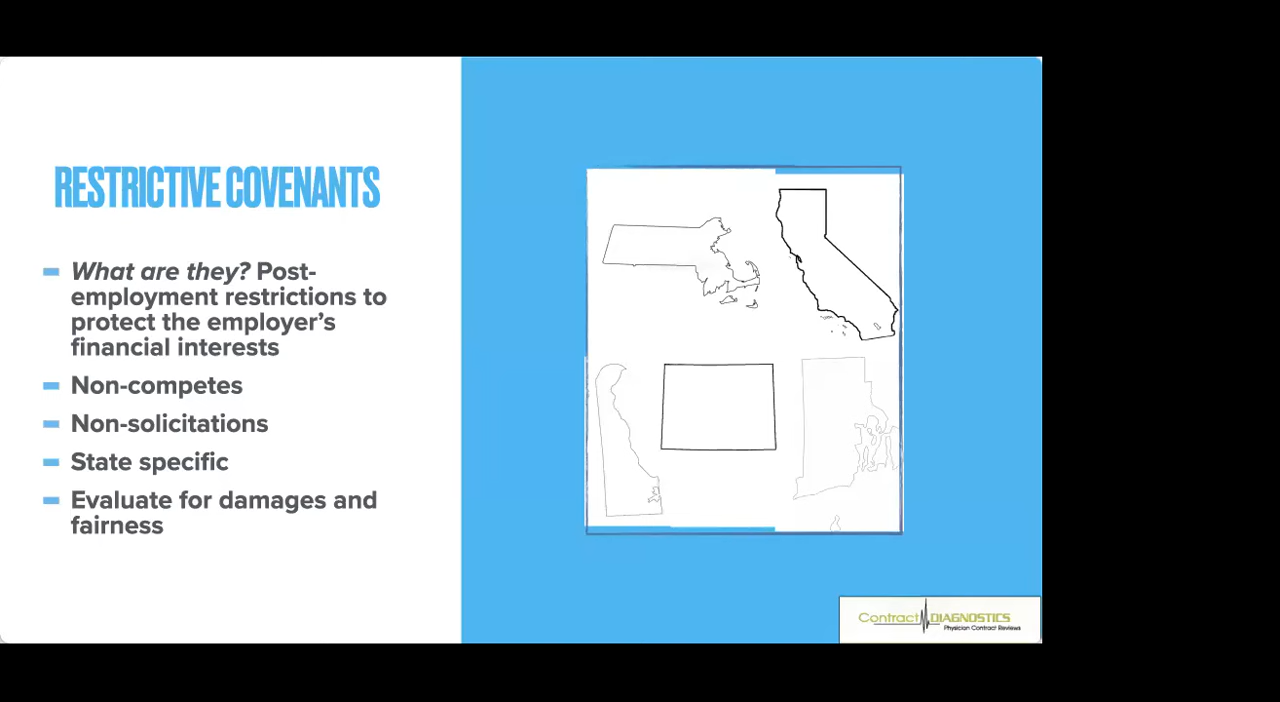 RESTRICTIVE COVENANTS
What are they? Post-
employment restrictions to
protect the employer’s
financial interests
Non-competes
Non-solicitations
State specific
Evaluate for damages and
fairness
Contract DIAGNOSTICS
Physician Contract Reviews